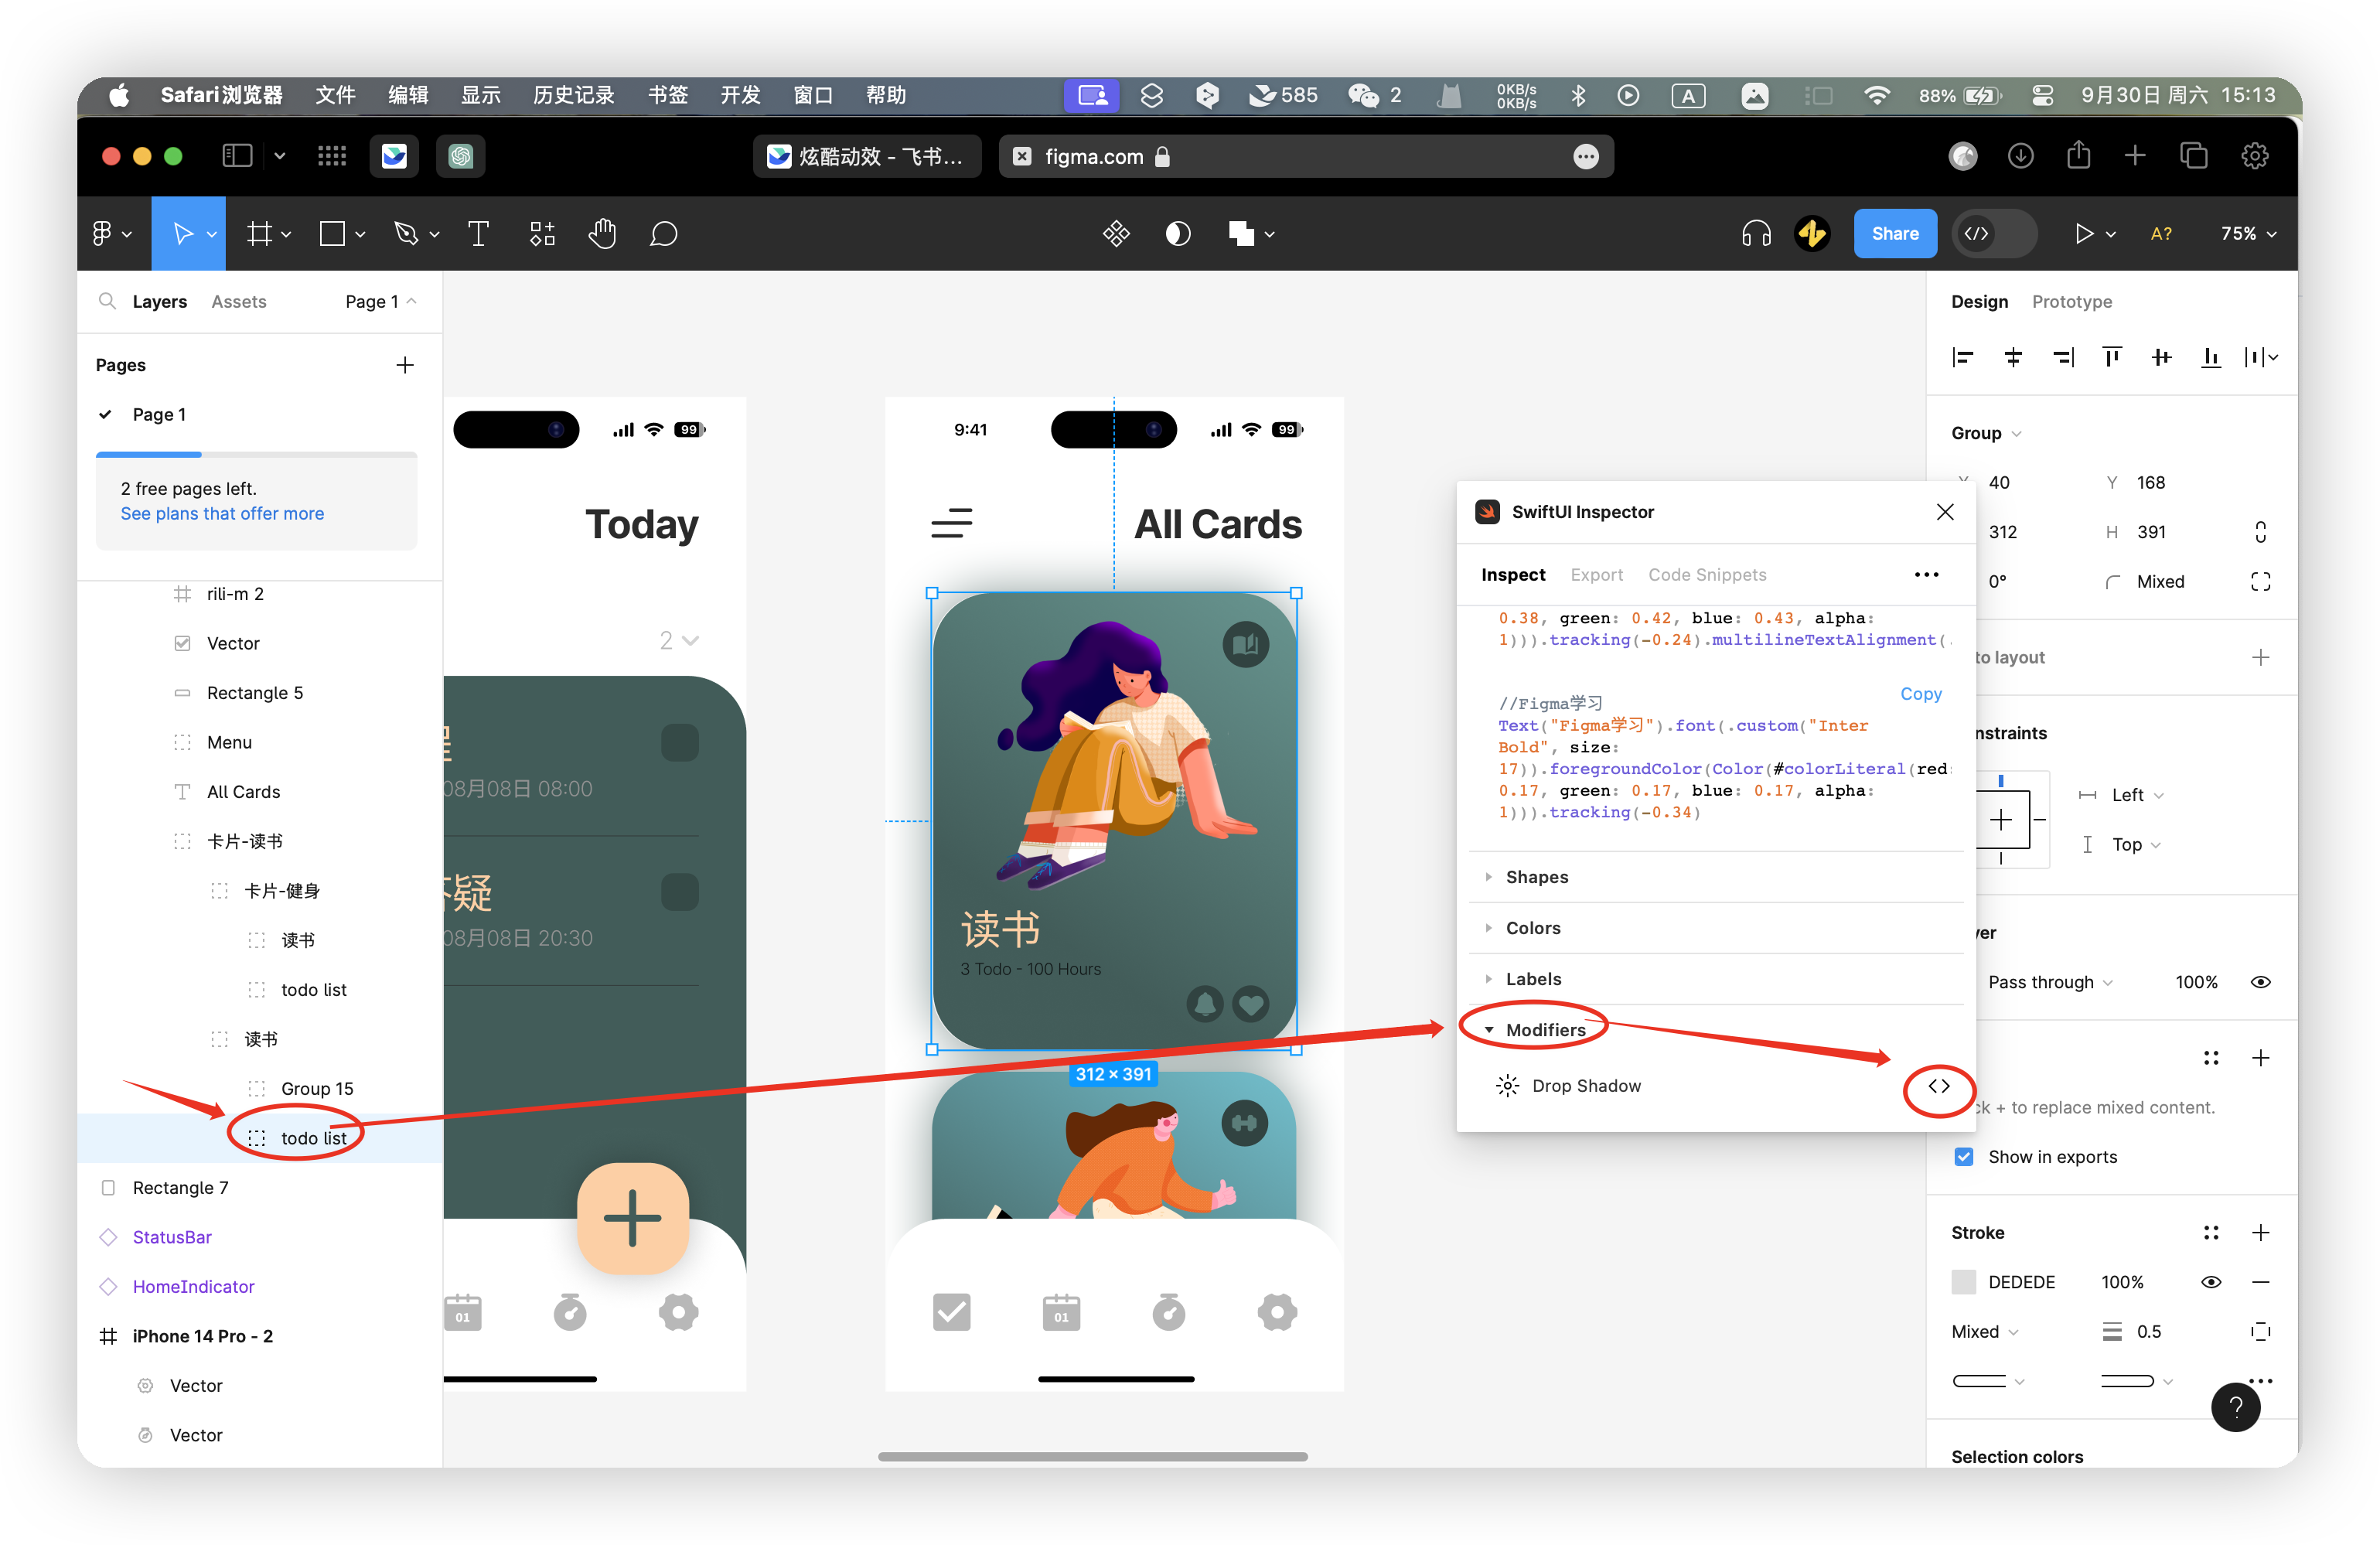 Safari浏览器 文件 编辑 显示 历史记录 书签 开发 窗口 帮助 585 2 0KB/s 0KB/s A 88% 9月30日 周六 15:13
炫酷动效 - 飞书... figma.com
Share A? 75%
Layers Assets Page 1
Pages
Page 1
2 free pages left.
See plans that offer more
rili-m 2
Vector
Rectangle 5
Menu
All Cards
卡片-读书
卡片-健身
读书
todo list
读书
Group 15
todo list
Rectangle 7
StatusBar
HomeIndicator
iPhone 14 Pro - 2
Vector
Vector
99
Today
2
08月08日 08:00
疑
08月08日 20:30
01
9:41 99
All Cards
读书
3 Todo - 100 Hours
312 × 391
01
SwiftUI Inspector
Inspect Export Code Snippets
0.38, green: 0.42, blue: 0.43, alpha:
1))).tracking(-0.24).multilineTextAlignment(.
Copy
//Figma学习
Text("Figma学习").font(.custom("Inter
Bold", size:
17)).foregroundColor(Color(#colorLiteral(red:
0.17, green: 0.17, blue: 0.17, alpha:
1))).tracking(-0.34)
Shapes
Colors
Labels
Modifiers
Drop Shadow
Design Prototype
Group
40 Y 168
312 H 391
0° Mixed
to layout
nstraints
Left
Top
yer
Pass through 100%
ck + to replace mixed content.
Show in exports
Stroke
DEDEDE 100%
Mixed 0.5
?
Selection colors